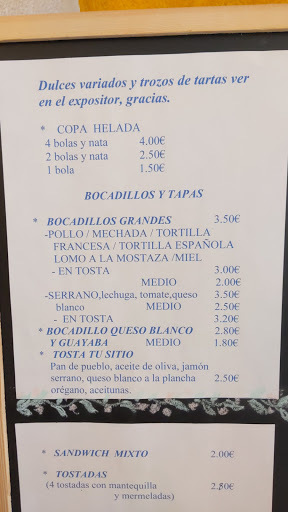 Dulces variados y trozos de tartas ver
en el expositor, gracias.
* COPA HELADA
4 bolas y nata 4.00€
2 bolas y nata 2.50€
1 bola 1.50€
BOCADILLOS Y TAPAS
* BOCADILLOS GRANDES 3.50€
-POLLO / MECHADA / TORTILLA
FRANCESA / TORTILLA ESPAÑOLA
LOMO A LA MOSTAZA /MIEL
- EN TOSTA 3.00€
MEDIO 2.00€
-SERRANO,lechuga, tomate,queso 3.50€
blanco MEDIO 2.50€
- EN TOSTA 3.20€
* BOCADILLO QUESO BLANCO 2.80€
Y GUAYABA MEDIO 1.80€
* TOSTA TU SITIO
Pan de pueblo, aceite de oliva, jamón
serrano, queso blanco a la plancha 2.50€
orégano, aceitunas.
* SANDWICH MIXTO 2.00€
* TOSTADAS
(4 tostadas con mantequilla 2.80€
y mermeladas)